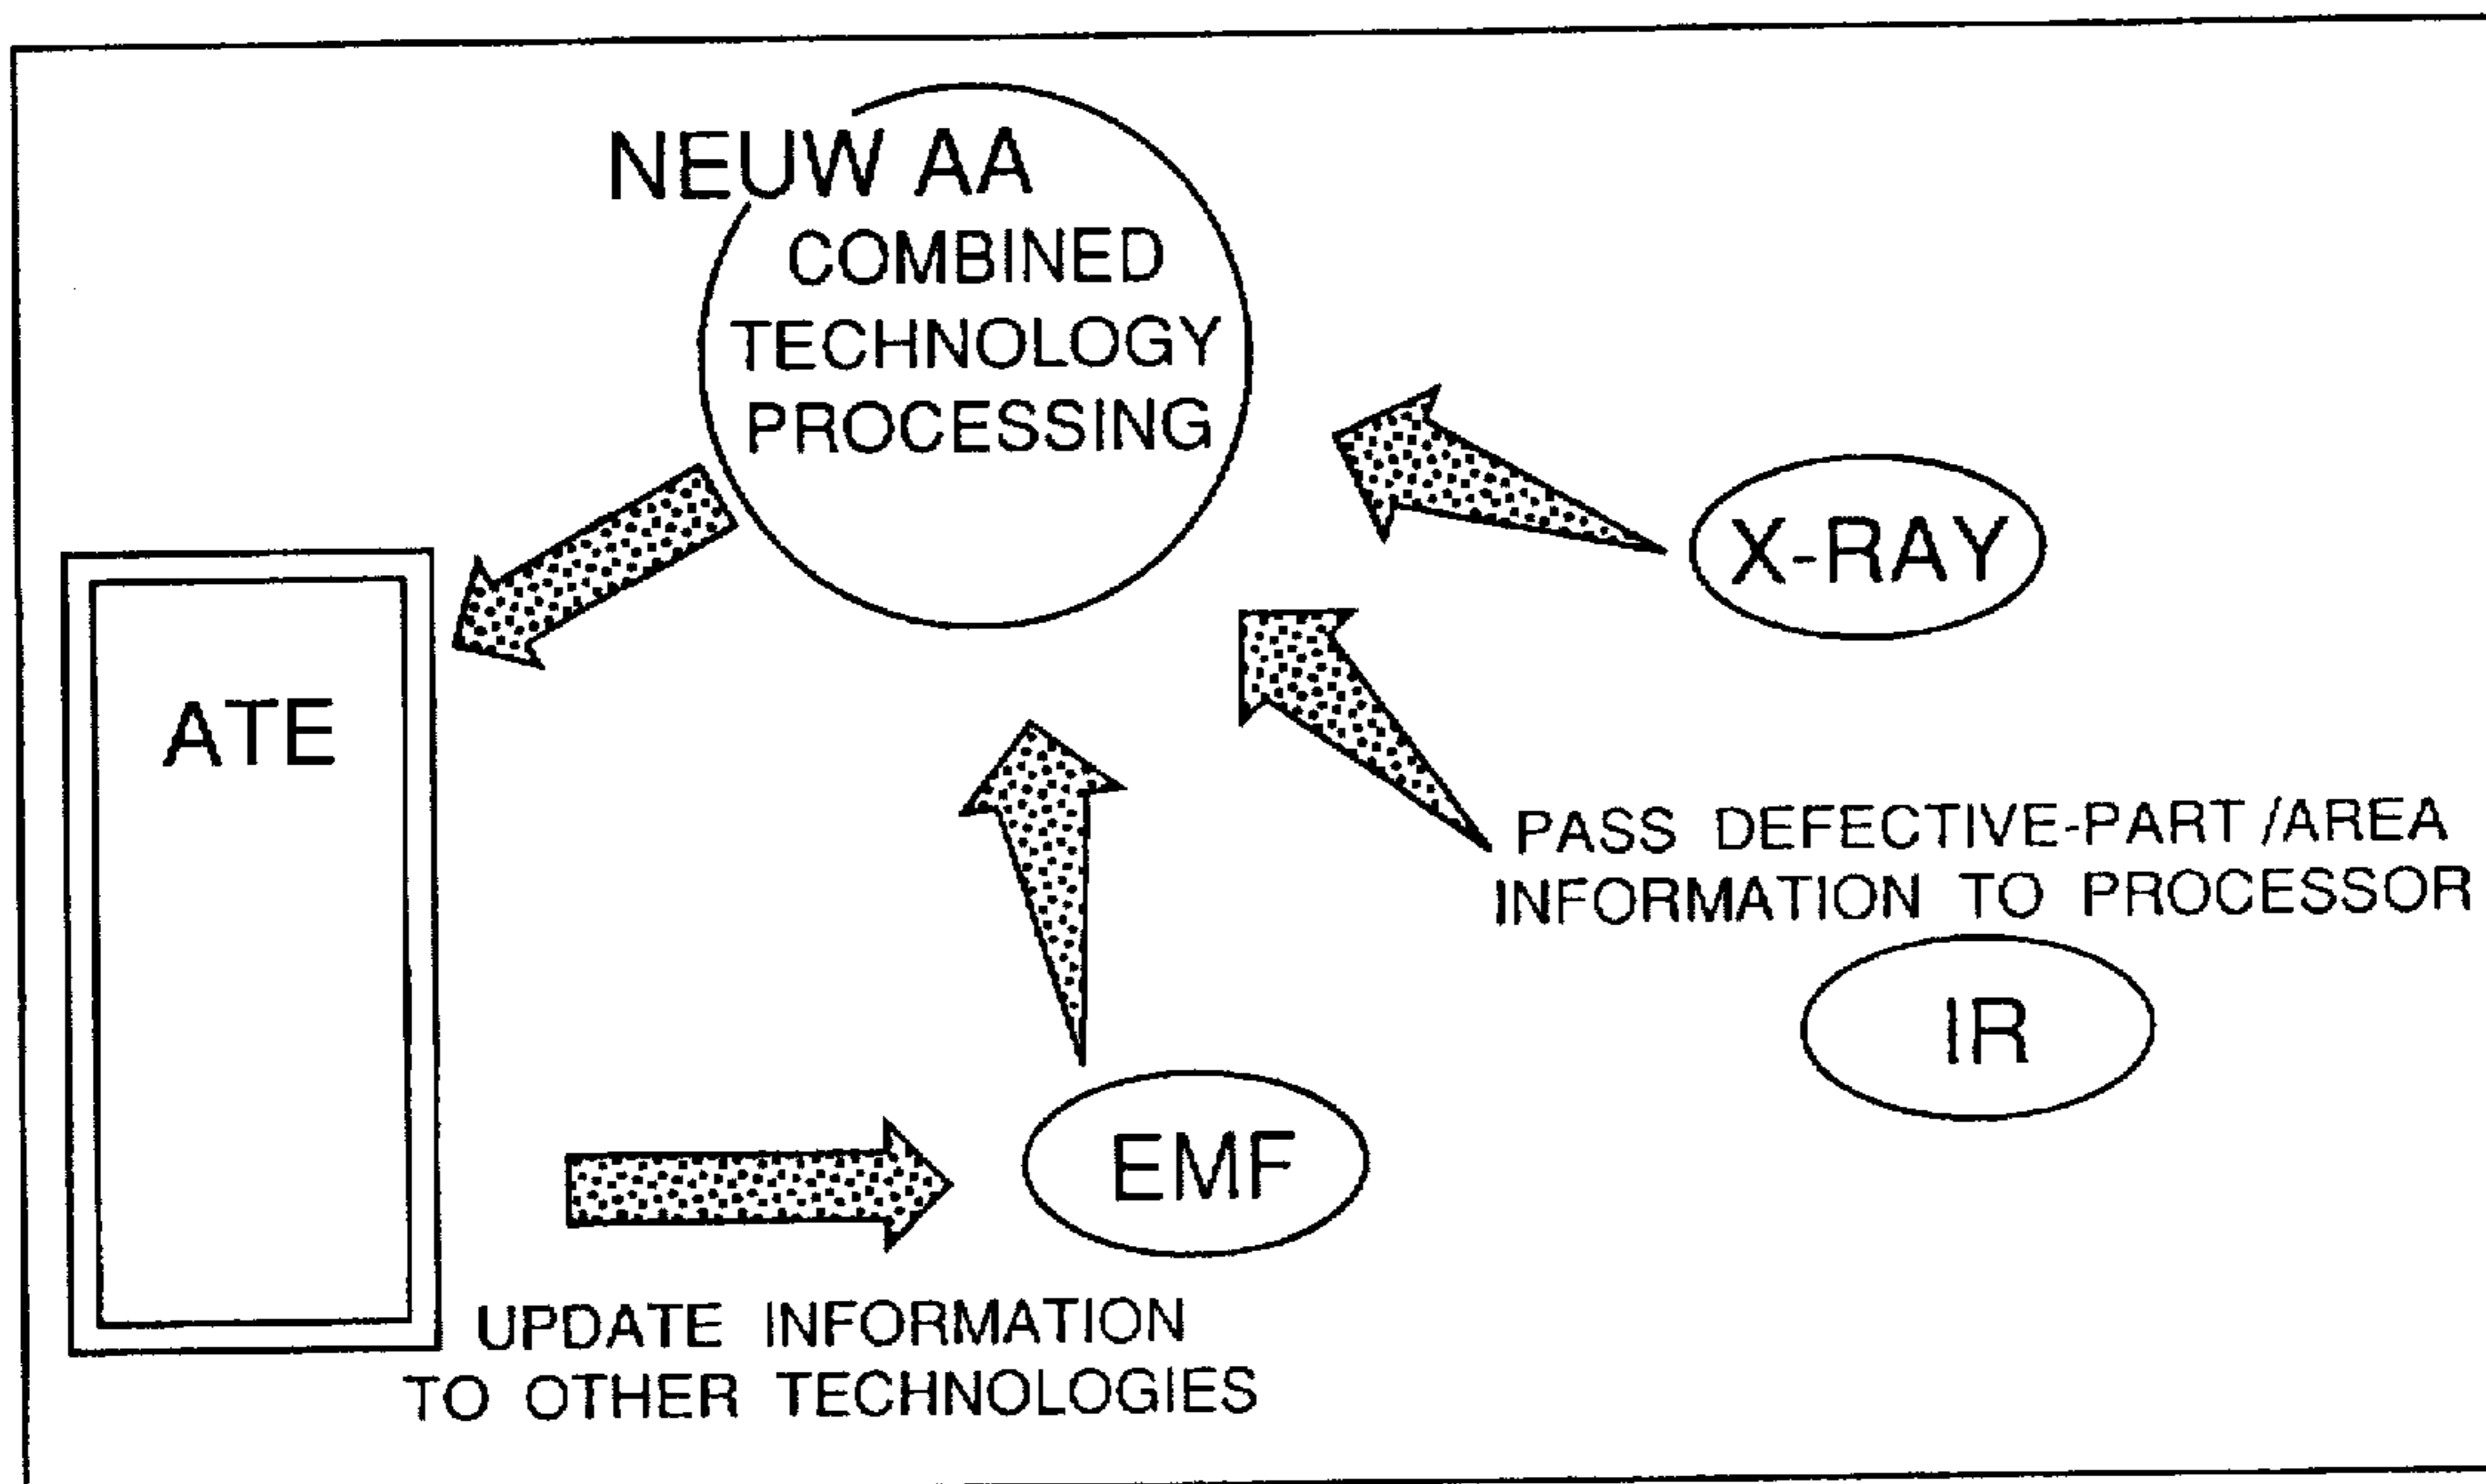 NEUW AA
COMBINED
TECHNOLOGY
PROCESSING
X-RAY
ATE
PASS DEFECTIVE-PART /AREA
INFORMATION TO PROCESSOR
IR
EMF
UPDATE INFORMATION
TO OTHER TECHNOLOGIES